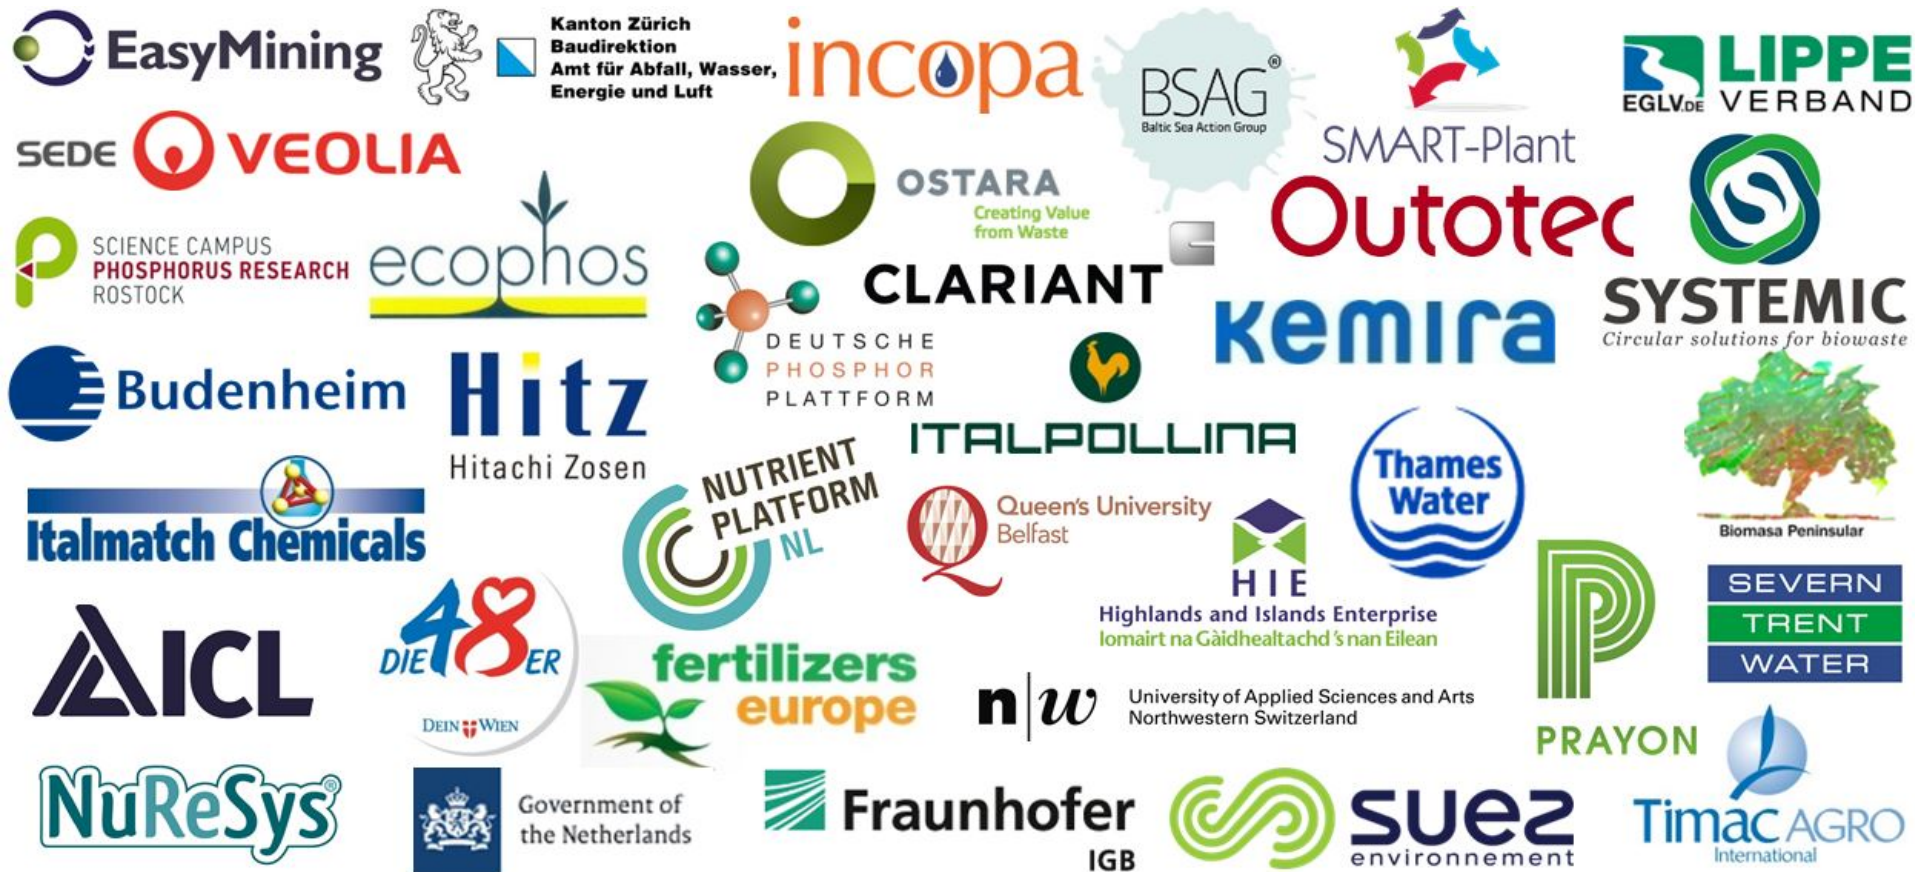 EasyMining
Kanton Zürich
Baudirektion
Amt für Abfall, Wasser,
Energie und Luft
incopa
BSAG®
Baltic Sea Action Group
SMART-Plant
EGLV.DE
LIPPE
VERBAND
SEDE VEOLIA
OSTARA
Creating Value
from Waste
Outotec
SCIENCE CAMPUS
PHOSPHORUS RESEARCH
ROSTOCK
ecophos
CLARIANT
DEUTSCHE
PHOSPHOR
PLATTFORM
kemira
SYSTEMIC
Circular solutions for biowaste
Budenheim
Hitz
Hitachi Zosen
ITALPOLLINA
Thames
Water
Biomasa Peninsular
Italmatch Chemicals
NUTRIENT
PLATFORM
NL
Queen's University
Belfast
HIE
Highlands and Islands Enterprise
Iomairt na Gàidhealtachd 's nan Eilean
SEVERN
TRENT
WATER
ICL
DIE 48ER
DEIN WIEN
fertilizers
europe
n|w
University of Applied Sciences and Arts
Northwestern Switzerland
PRAYON
NuReSys®
Government of
the Netherlands
Fraunhofer
IGB
suez
environnement
Timac AGRO
International